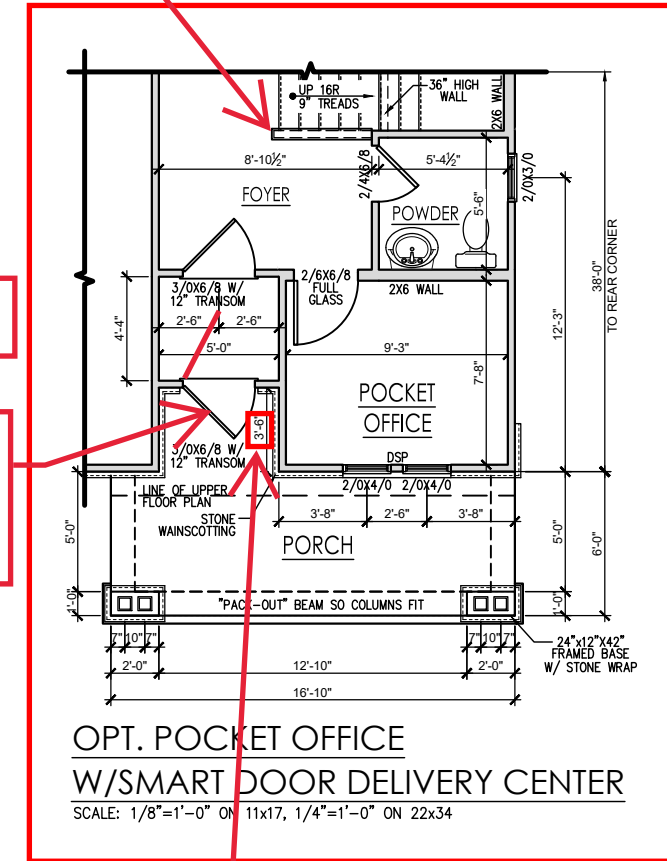 UP 16R
9" TREADS
36" HIGH
WALL
2X6 WALL
8'-10½"
5'-4½"
2/4X6/8
2/0X3/0
FOYER
POWDER
5'-6"
38'-0"
TO REAR CORNER
3/0X6/8 W/
12" TRANSOM
2/6X6/8
FULL
GLASS
2X6 WALL
2'-6"
2'-6"
4'-4"
5'-0"
9'-3"
12'-3"
7'-8"
POCKET
OFFICE
3'-6"
3/0X6/8 W/
12" TRANSOM
DSP
2/0X4/0
2/0X4/0
LINE OF UPPER
FLOOR PLAN
STONE
WAINSCOTTING
3'-8"
2'-6"
3'-8"
5'-0"
PORCH
5'-0"
6'-0"
1'-0"
"PACK-OUT" BEAM SO COLUMNS FIT
1'-0"
7"
10"
7"
7"
10"
7"
24"x12"X42"
FRAMED BASE
W/ STONE WRAP
2'-0"
12'-10"
2'-0"
16'-10"
OPT. POCKET OFFICE
W/SMART DOOR DELIVERY CENTER
SCALE: 1/8"=1'-0" ON 11x17, 1/4"=1'-0" ON 22x34